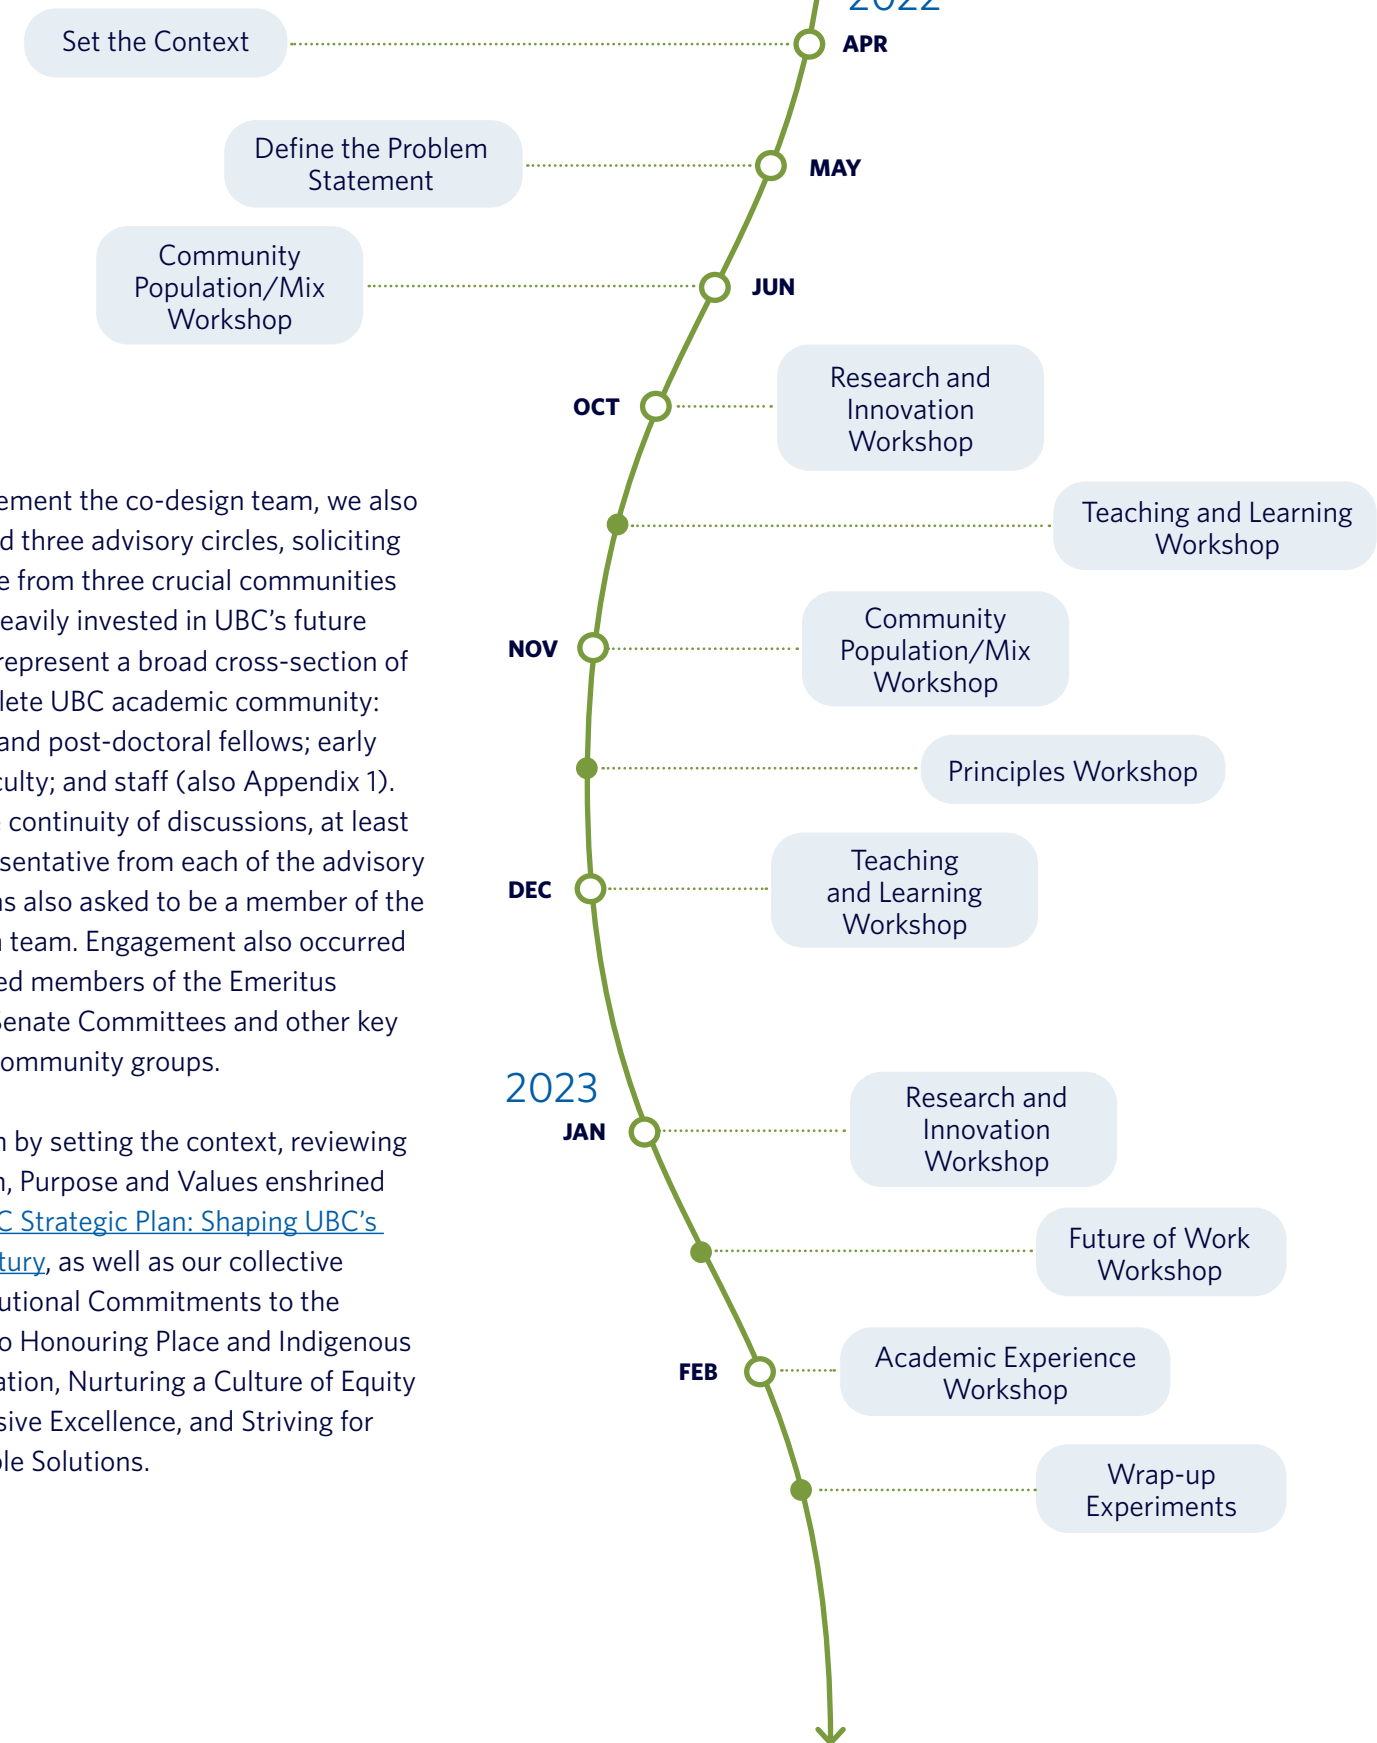 2022
Set the Context
APR
Define the Problem
Statement
MAY
Community
Population/Mix
Workshop
JUN
OCT
Research and
Innovation
Workshop
Teaching and Learning
Workshop
NOV
Community
Population/Mix
Workshop
Principles Workshop
DEC
Teaching
and Learning
Workshop
2023
JAN
Research and
Innovation
Workshop
Future of Work
Workshop
FEB
Academic Experience
Workshop
Wrap-up
Experiments
ement the co-design team, we also
d three advisory circles, soliciting
e from three crucial communities
eavily invested in UBC’s future
represent a broad cross-section of
lete UBC academic community:
and post-doctoral fellows; early
culty; and staff (also Appendix 1).
e continuity of discussions, at least
sentative from each of the advisory
as also asked to be a member of the
n team. Engagement also occurred
ed members of the Emeritus
Senate Committees and other key
ommunity groups.
n by setting the context, reviewing
n, Purpose and Values enshrined
C Strategic Plan: Shaping UBC’s
tury, as well as our collective
utional Commitments to the
o Honouring Place and Indigenous
ation, Nurturing a Culture of Equity
sive Excellence, and Striving for
ole Solutions.